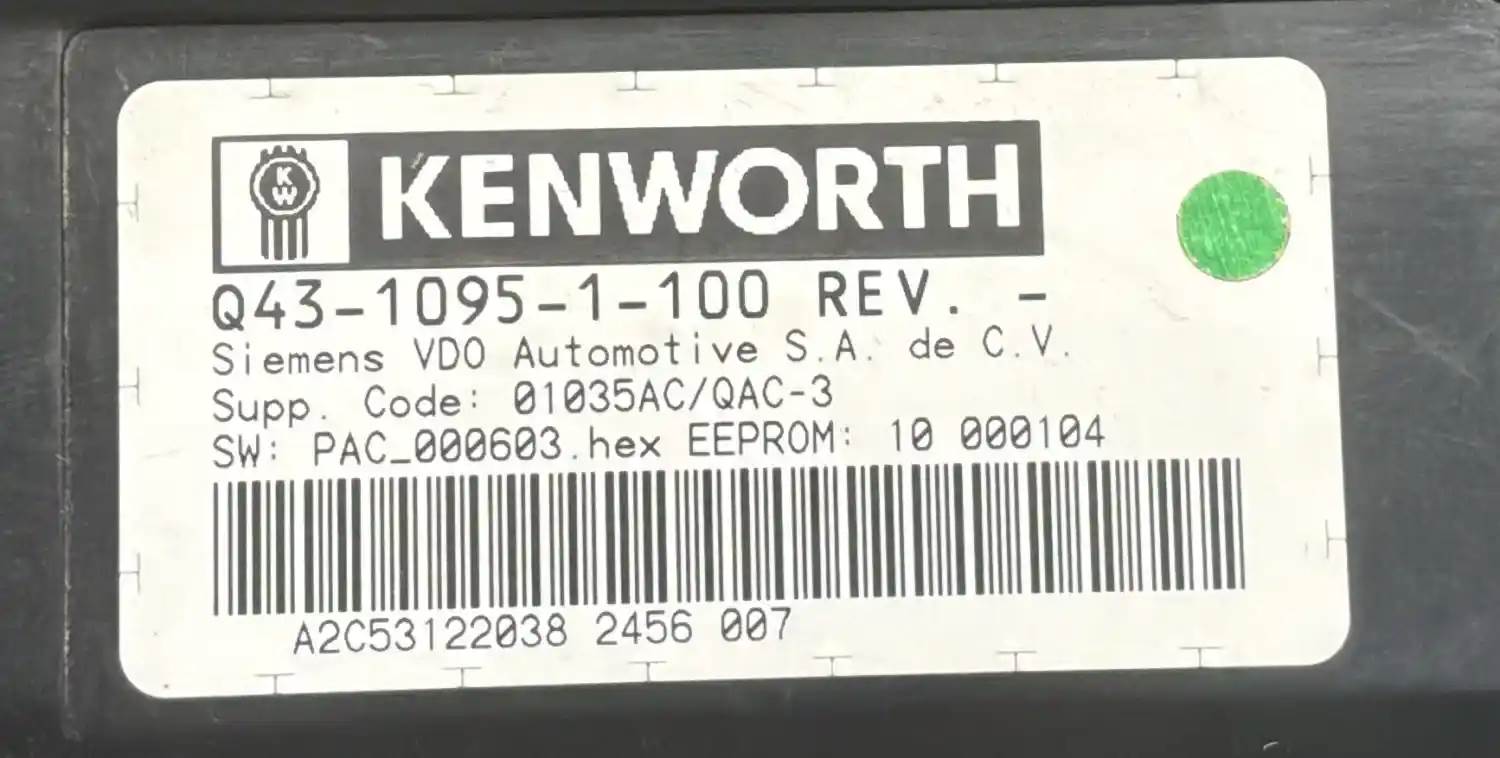 KW KENWORTH
Q43-1095-1-100 REV. -
Siemens VDO Automotive S.A. de C.V.
Supp. Code: 01035AC/QAC-3
SW: PAC_000603.hex EEPROM: 10 000104
A2C53122038 2456 007